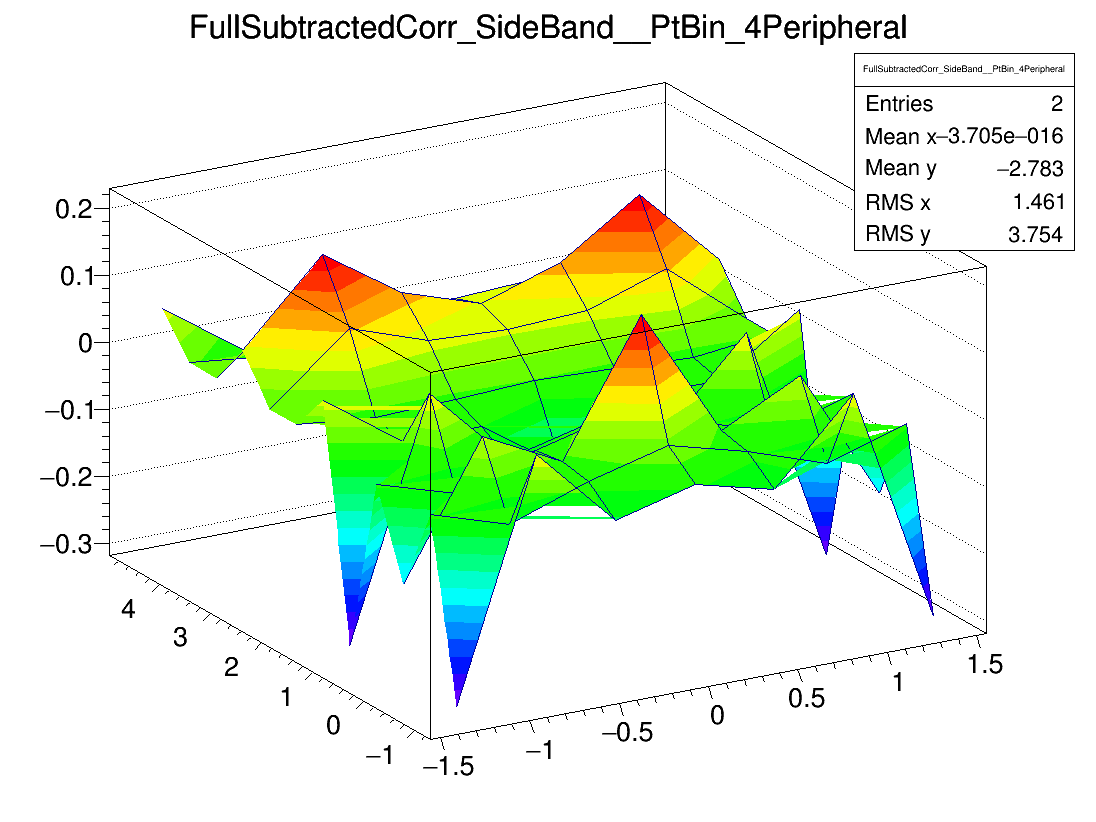 FullSubtractedCorr_SideBand__PtBin_4Peripheral
FullSubtractedCorr_SideBand__PtBin_4Peripheral
Entries 2
Mean x −3.705e−016
Mean y −2.783
RMS x 1.461
RMS y 3.754
0.2
0.1
0
−0.1
−0.2
−0.3
4
3
2
1
0
−1
−1.5
−1
−0.5
0
0.5
1
1.5